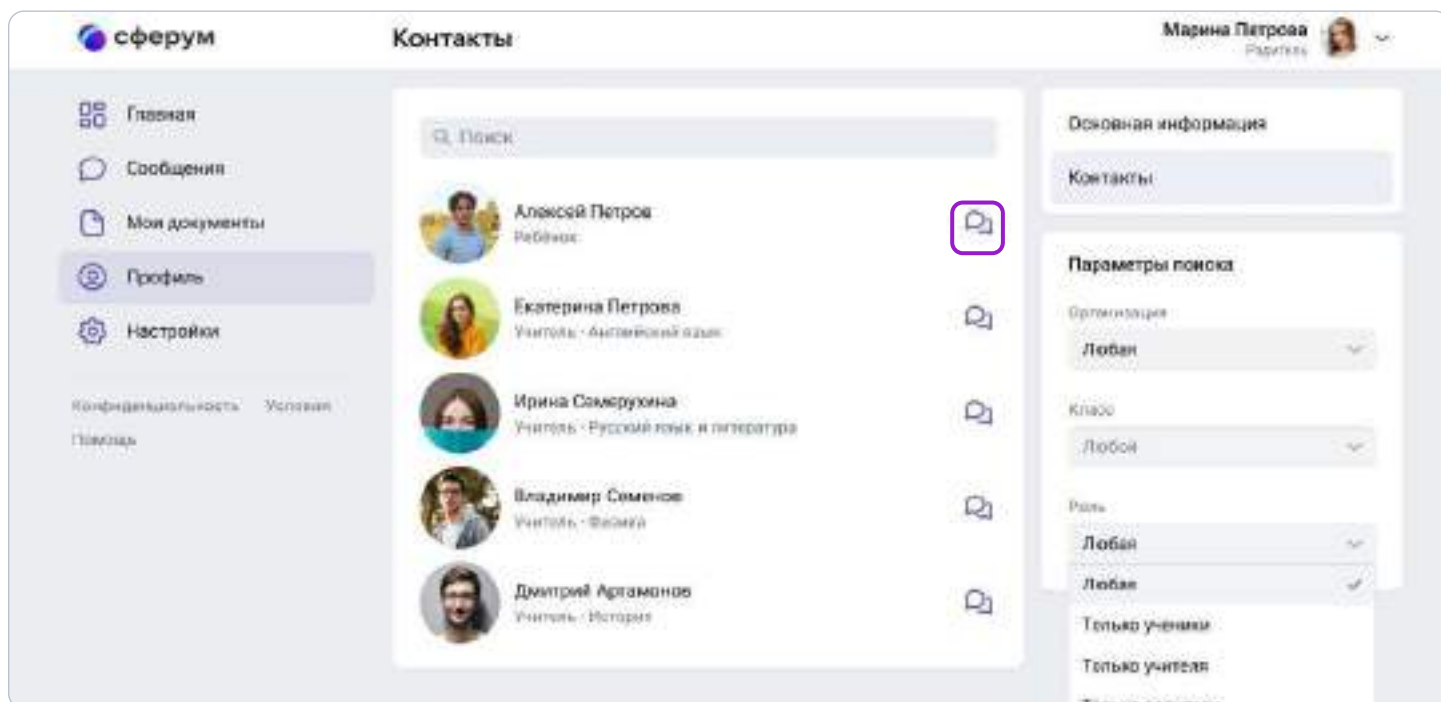 сферум
Контакты
Марина Петрова
Родитель
Главная
Сообщения
Мои документы
Профиль
Настройки
Конфиденциальность Условия
Помощь
Поиск
Алексей Петров
Ребёнок
Екатерина Петрова
Учитель · Английский язык
Ирина Семерухина
Учитель · Русский язык и литература
Владимир Семенов
Учитель · Физика
Дмитрий Артамонов
Учитель · История
Основная информация
Контакты
Параметры поиска
Организация
Любая
Класс
Любой
Роль
Любая
Любая
Только ученики
Только учителя